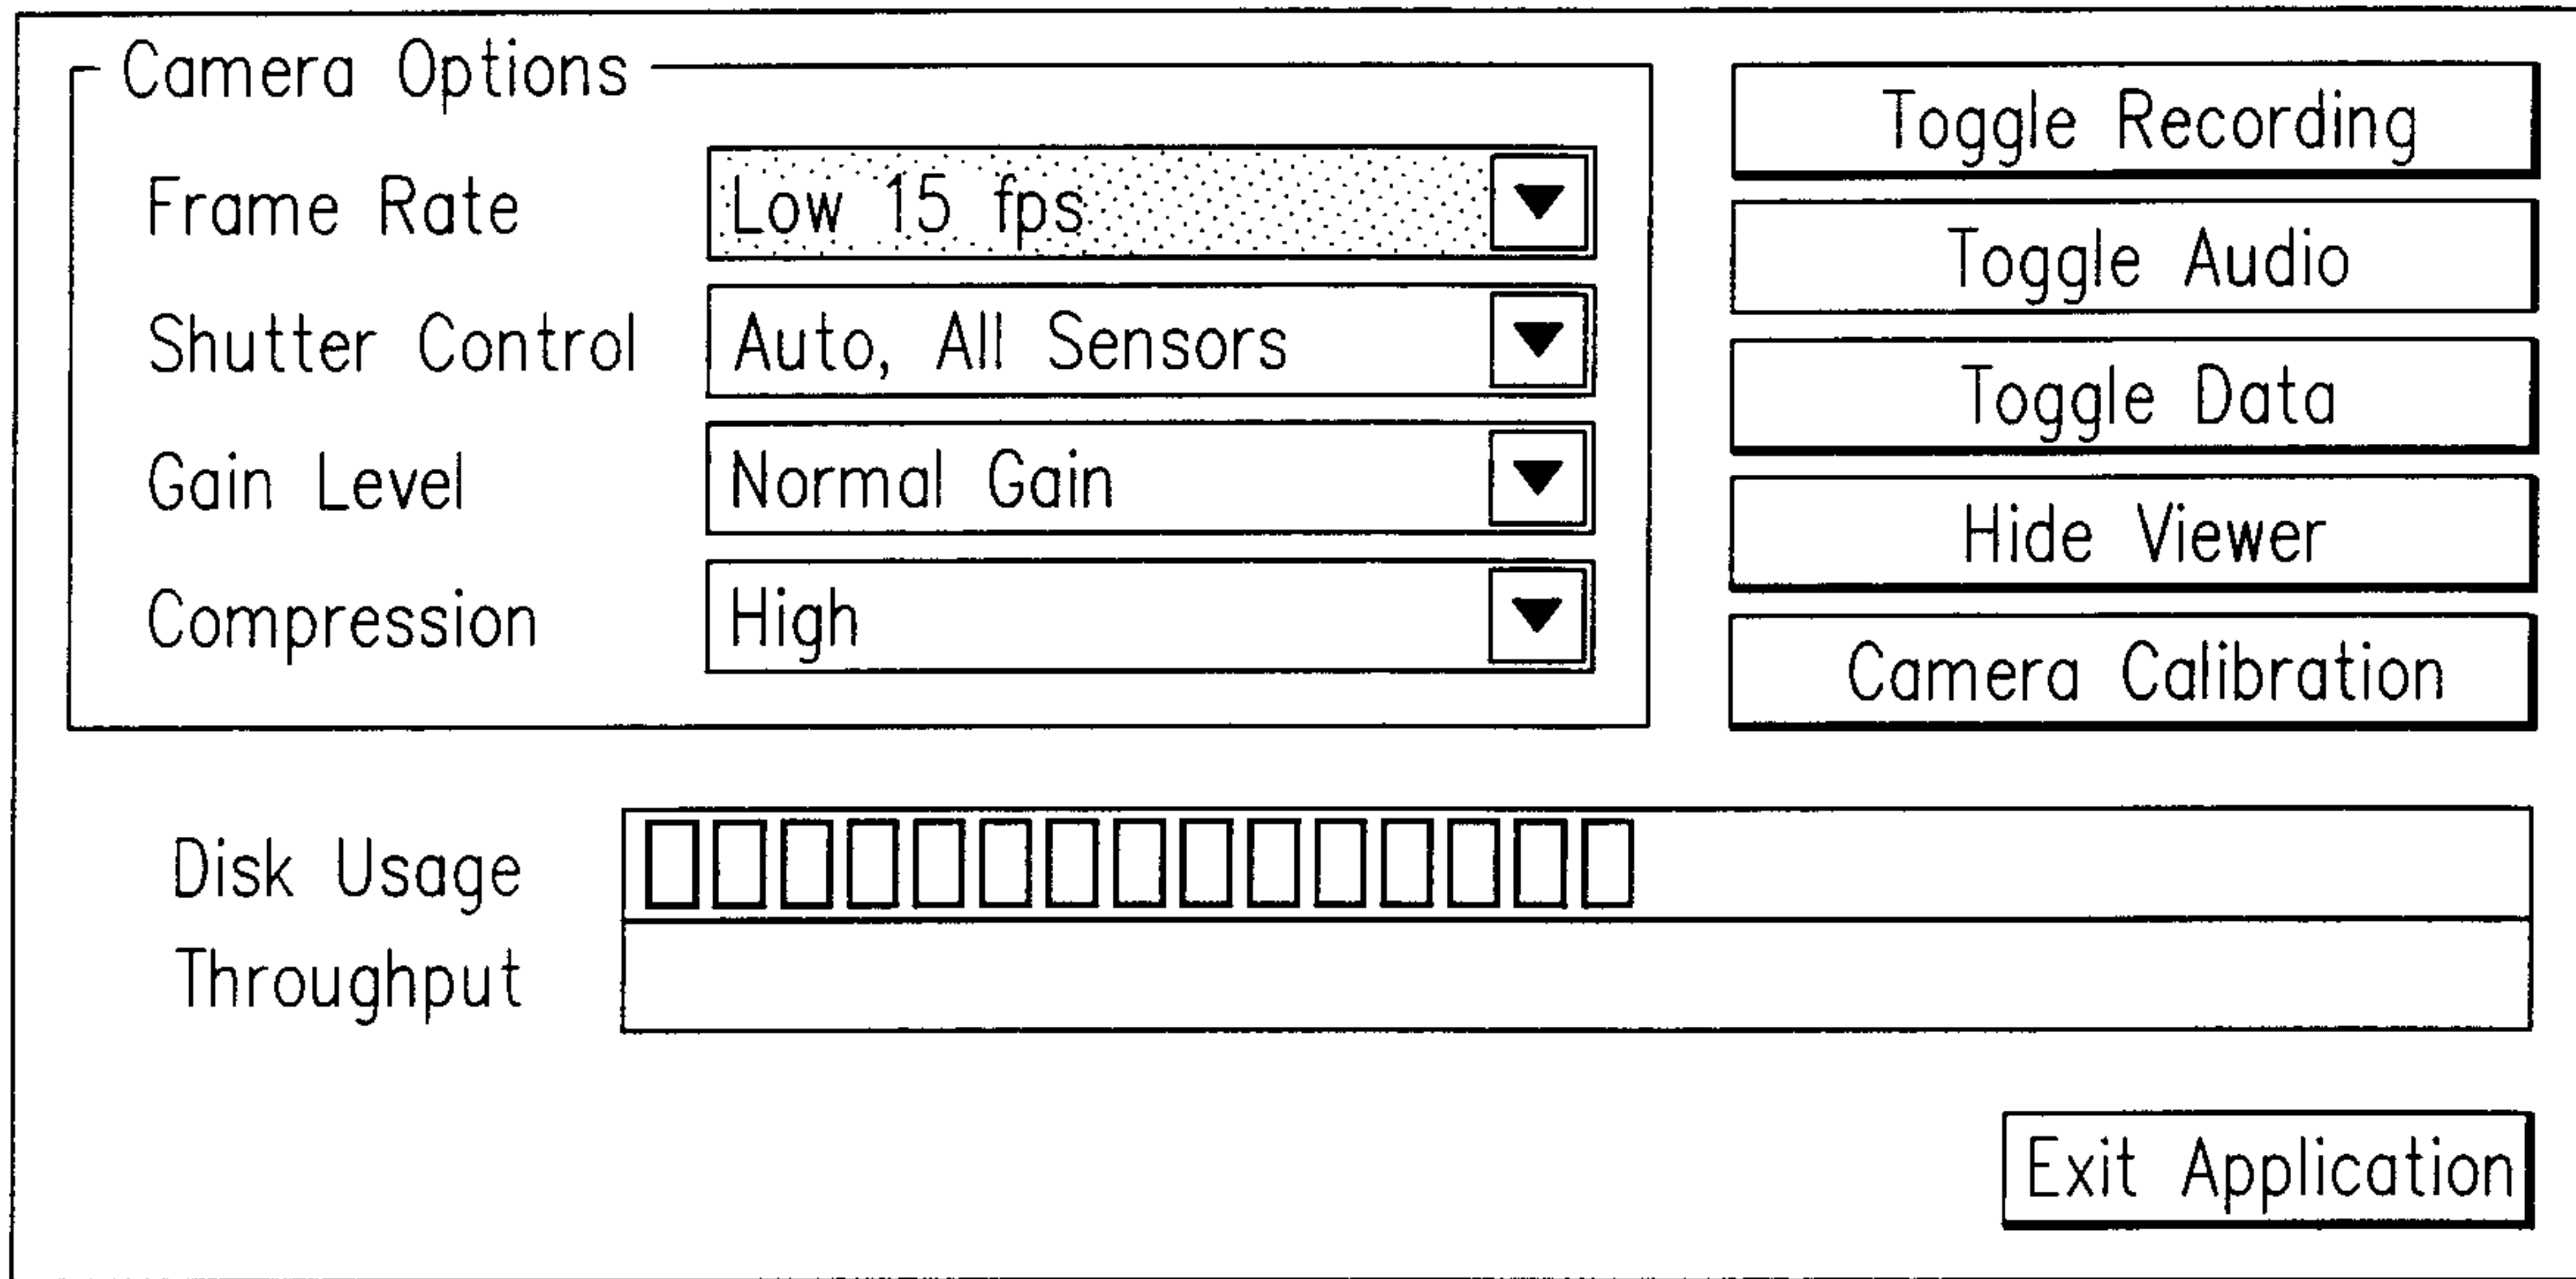 Camera Options
Frame Rate Low 15 fps
Shutter Control Auto, All Sensors
Gain Level Normal Gain
Compression High
Toggle Recording
Toggle Audio
Toggle Data
Hide Viewer
Camera Calibration
Disk Usage
Throughput
Exit Application